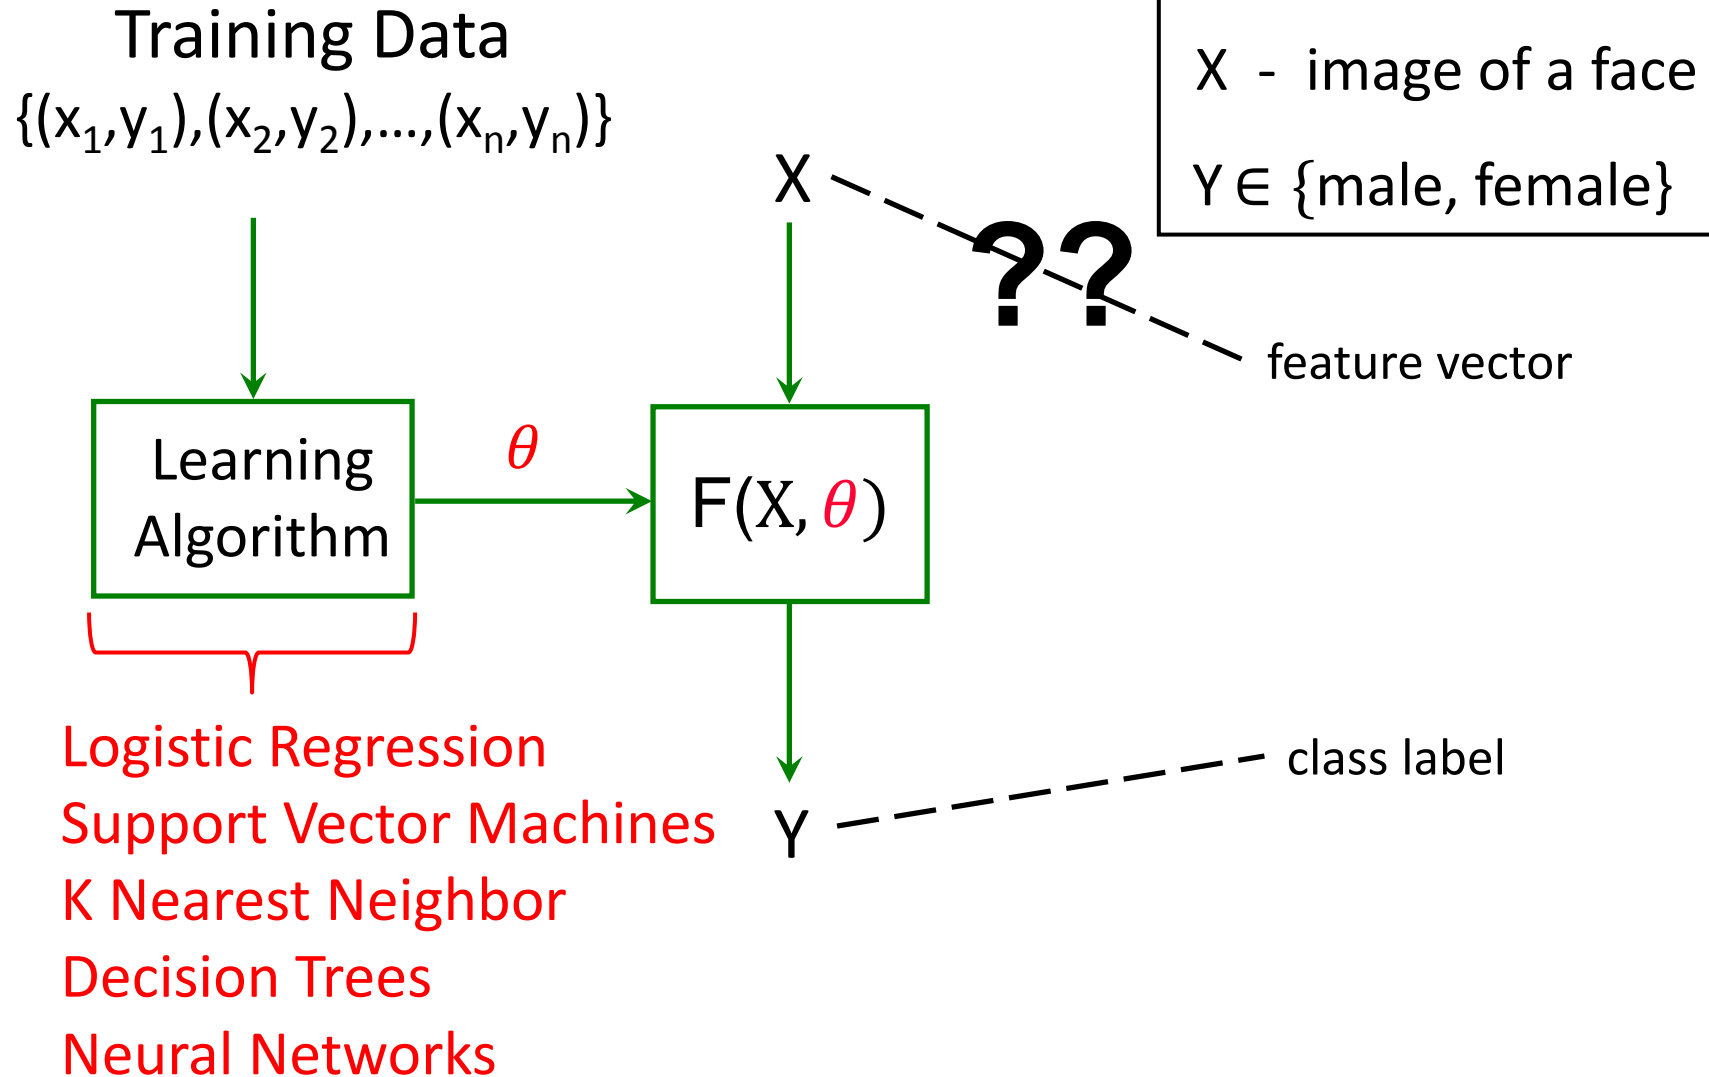 Training Data
{(x₁,y₁),(x₂,y₂),...,(xₙ,yₙ)}
X - image of a face
Y ∈ {male, female}
X
??
feature vector
Learning
Algorithm
θ
F(X, θ)
Y
class label
Logistic Regression
Support Vector Machines
K Nearest Neighbor
Decision Trees
Neural Networks